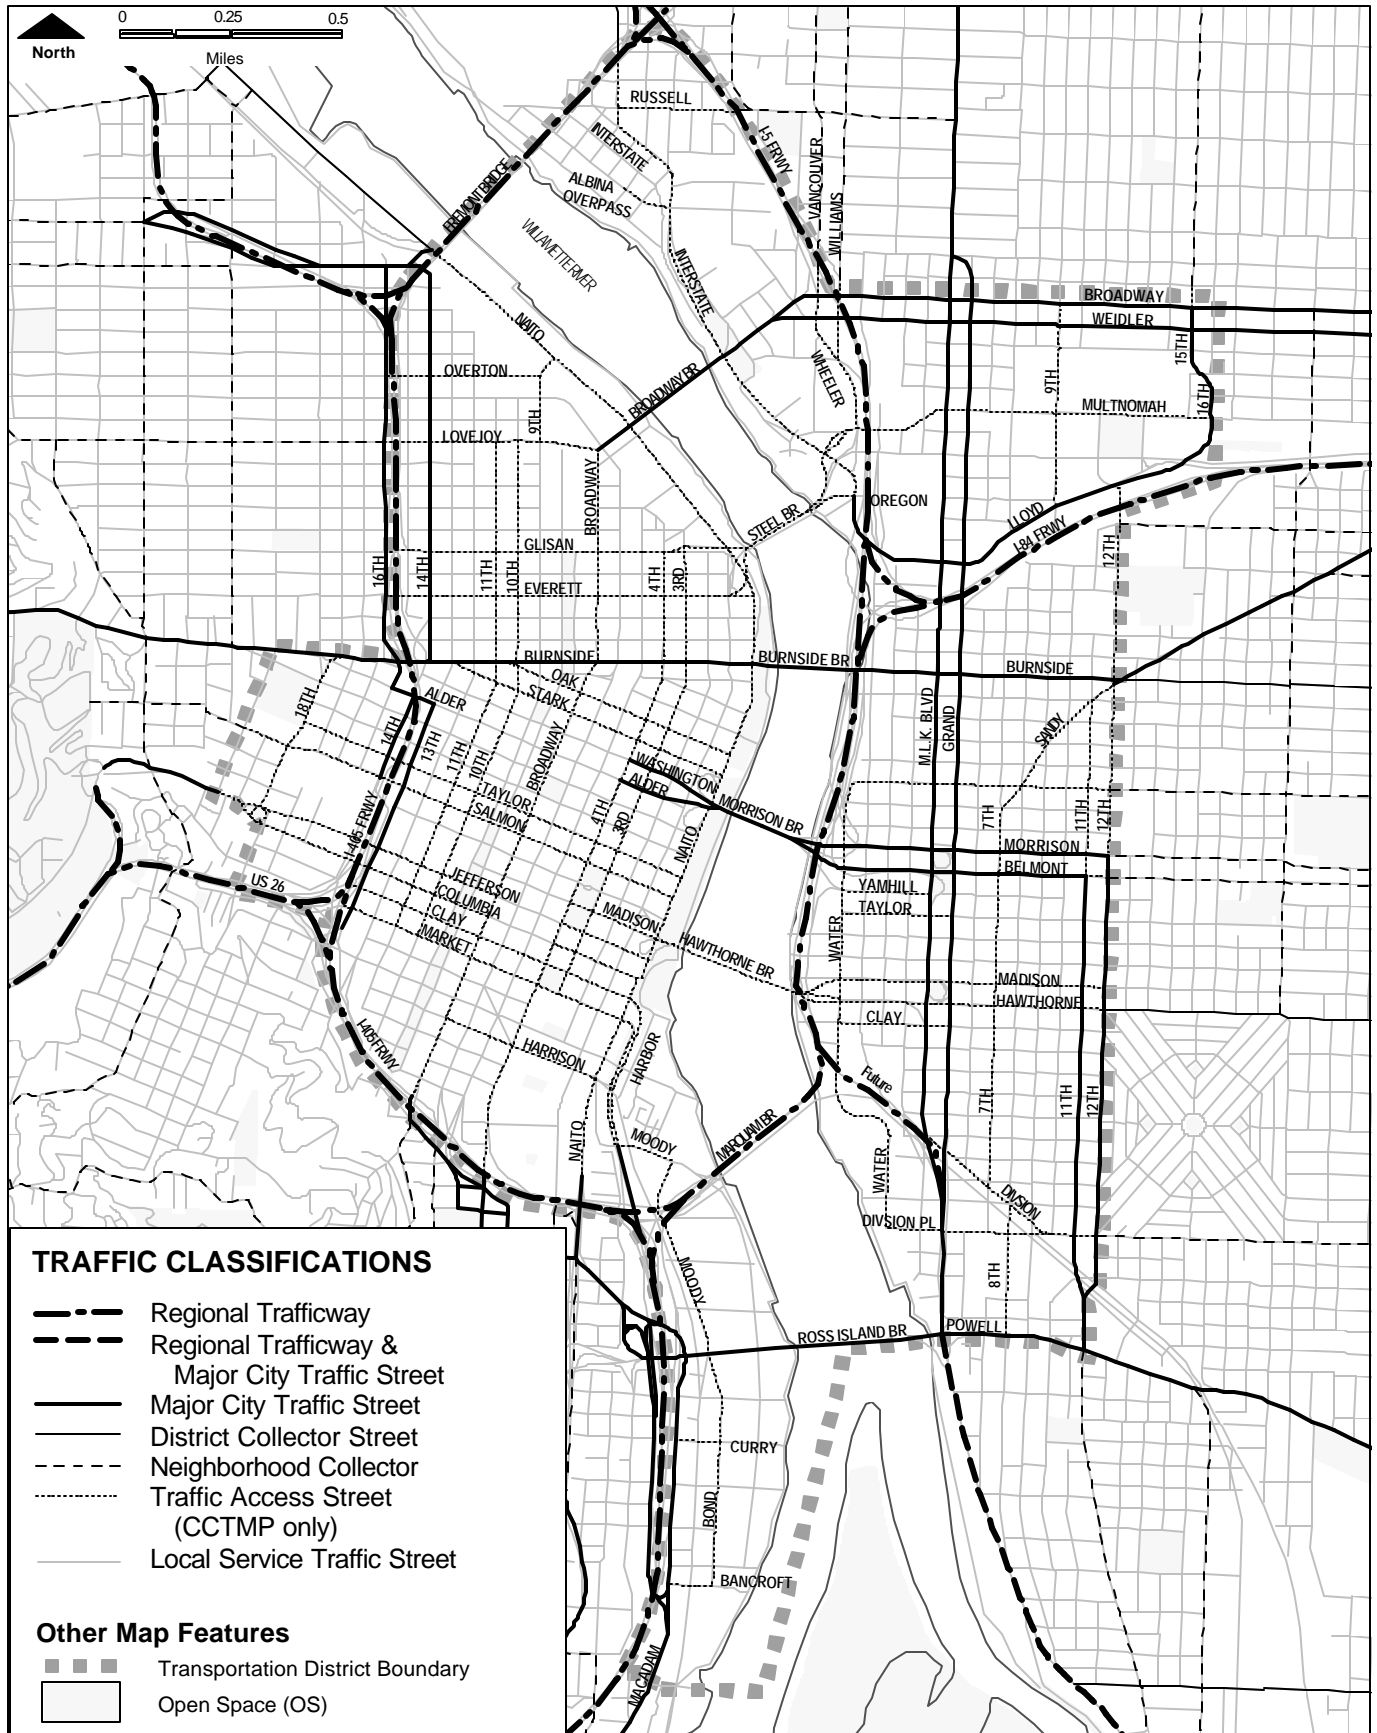 0 0.25 0.5
North
Miles
RUSSELL
INTERSTATE
I-5 FRWY
VANCOUVER
WILLIAMS
ALBINA
OVERPASS
FREMONT BRIDGE
WILLAMETTE RIVER
INTERSTATE
BROADWAY
WEIDLER
NAITO
15TH
WHEELER
OVERTON
BROADWAY BR
9TH
16TH
MULTNOMAH
9TH
LOVEJOY
BROADWAY
OREGON
STEEL BR
LLOYD
I-84 FRWY
GLISAN
12TH
16TH
14TH
11TH
10TH
4TH
3RD
EVERETT
BURNSIDE
BURNSIDE BR
BURNSIDE
OAK
STARK
ALDER
18TH
14TH
13TH
11TH
10TH
BROADWAY
M.L.K. BLVD
GRAND
SANDY
WASHINGTON
ALDER
MORRISON BR
TAYLOR
SALMON
4TH
3RD
NAITO
7TH
11TH
12TH
I-405 FRWY
MORRISON
BELMONT
US 26
JEFFERSON
COLUMBIA
CLAY
MARKET
YAMHILL
TAYLOR
MADISON
HAWTHORNE BR
WATER
MADISON
HAWTHORNE
CLAY
I-405 FRWY
HARRISON
HARBOR
Future
7TH
11TH
12TH
NAITO
MOODY
MARQUAM BR
WATER
DIVISION
DIVISION PL
8TH
MOODY
ROSS ISLAND BR
POWELL
CURRY
BOND
BANCROFT
MACADAM
TRAFFIC CLASSIFICATIONS
Regional Trafficway
Regional Trafficway &
Major City Traffic Street
Major City Traffic Street
District Collector Street
Neighborhood Collector
Traffic Access Street
(CCTMP only)
Local Service Traffic Street
Other Map Features
Transportation District Boundary
Open Space (OS)